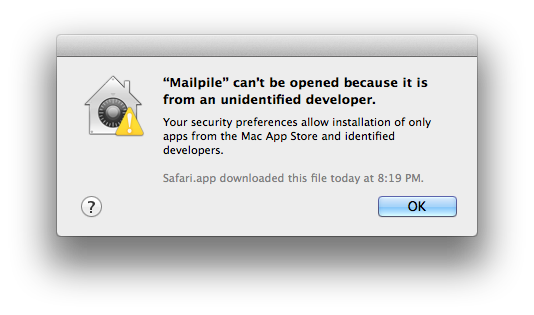 “Mailpile” can't be opened because it is
from an unidentified developer.
Your security preferences allow installation of only
apps from the Mac App Store and identified
developers.
Safari.app downloaded this file today at 8:19 PM.
?
OK